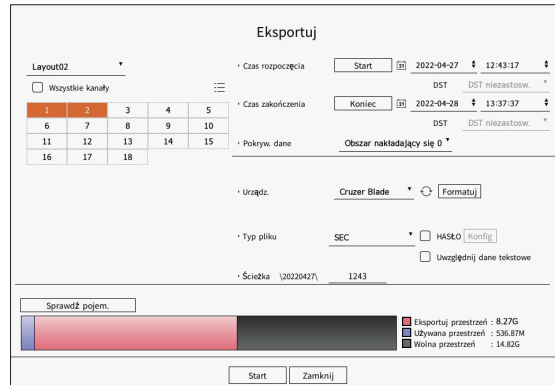 Eksportuj
Layout02
Wszystkie kanały
1 2 3 4 5
6 7 8 9 10
11 12 13 14 15
16 17 18
Czas rozpoczęcia Start 31 2022-04-27 12:43:17
DST DST niezastosw.
Czas zakończenia Koniec 31 2022-04-28 13:37:37
DST DST niezastosw.
Pokryw. dane Obszar nakładający się 0
Urządz. Cruzer Blade Formatuj
Typ pliku SEC HASŁO Konfig
Uwzględnij dane tekstowe
Ścieżka \20220427\ 1243
Sprawdź pojem.
Eksportuj przestrzeń : 8.27G
Używana przestrzeń : 536.87M
Wolna przestrzeń : 14.82G
Start Zamknij